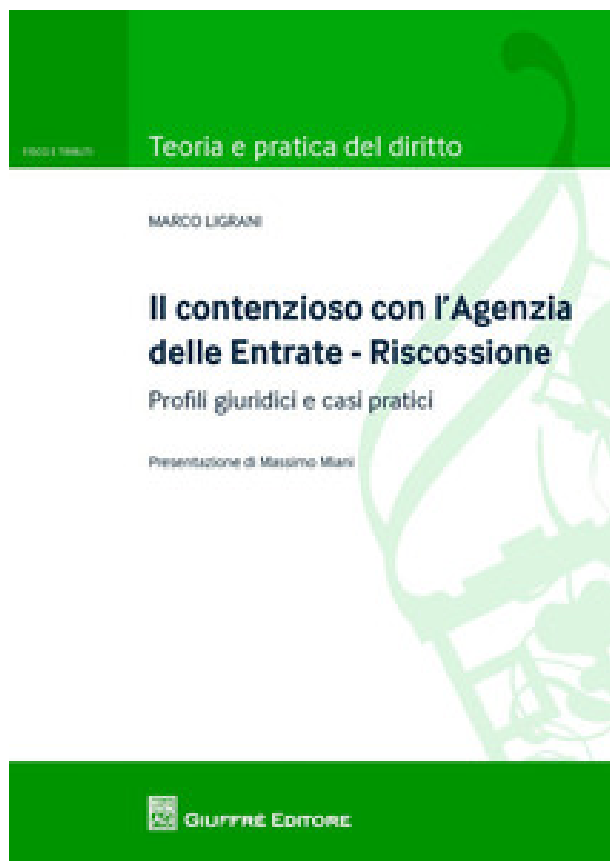 FISCO E TRIBUTI
Teoria e pratica del diritto
MARCO LIGRANI
Il contenzioso con l'Agenzia
delle Entrate - Riscossione
Profili giuridici e casi pratici
Presentazione di Massimo Miani
GIUFFRÈ EDITORE